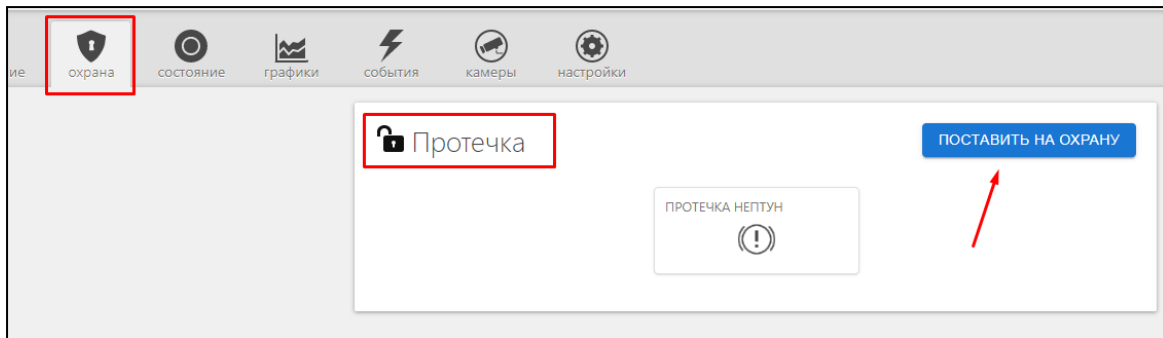 ие охрана состояние графики события камеры настройки
Протечка ПОСТАВИТЬ НА ОХРАНУ
ПРОТЕЧКА НЕПТУН